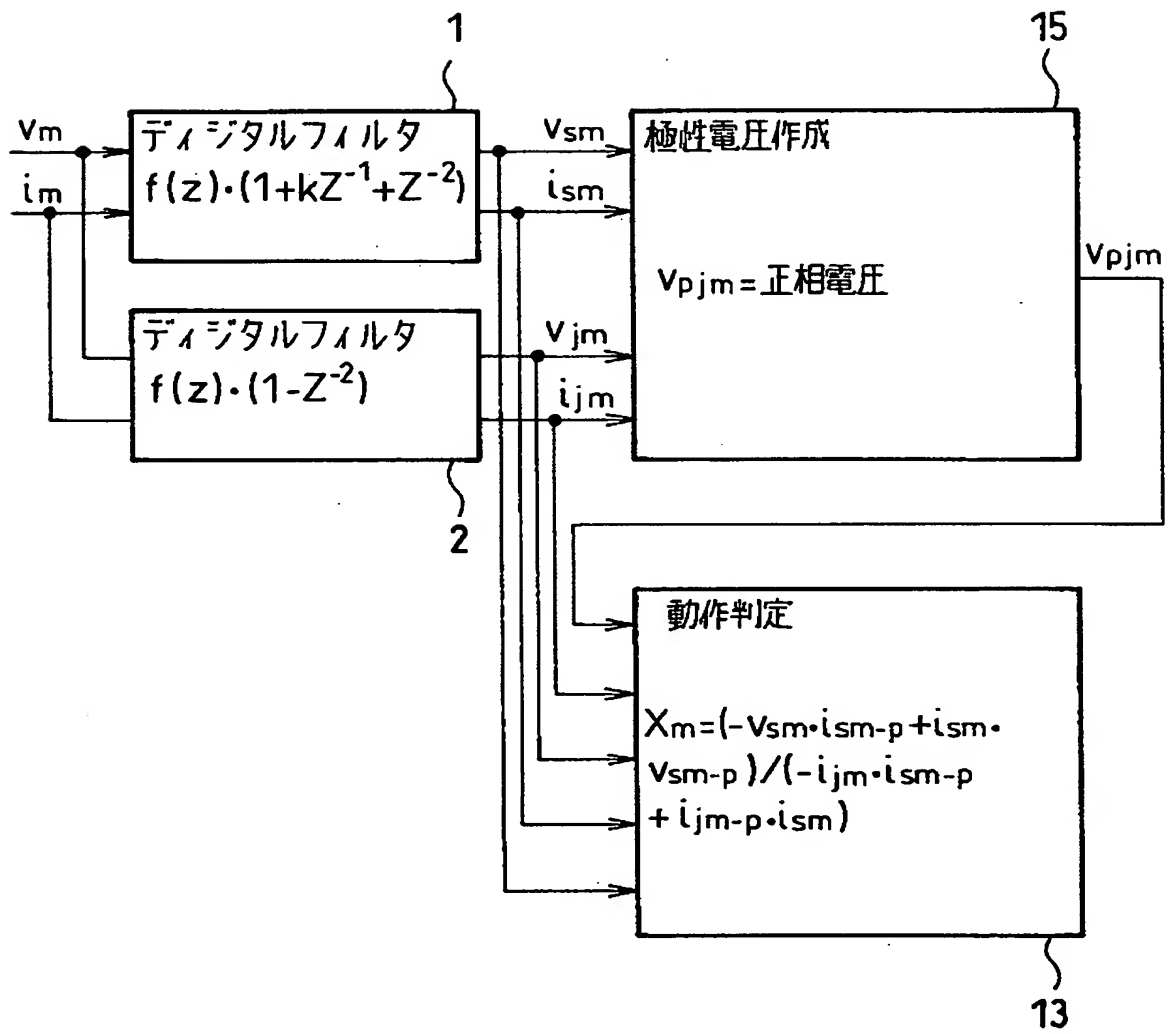 1
15
vm
im
ディジタルフィルタ
f(z)・(1+kZ⁻¹+Z⁻²)
vsm
ism
極性電圧作成
vpjm=正相電圧
vpjm
ディジタルフィルタ
f(z)・(1-Z⁻²)
vjm
ijm
2
動作判定
Xm=(-vsm・ism-p+ism・
vsm-p)/(-ijm・ism-p
+ijm-p・ism)
13